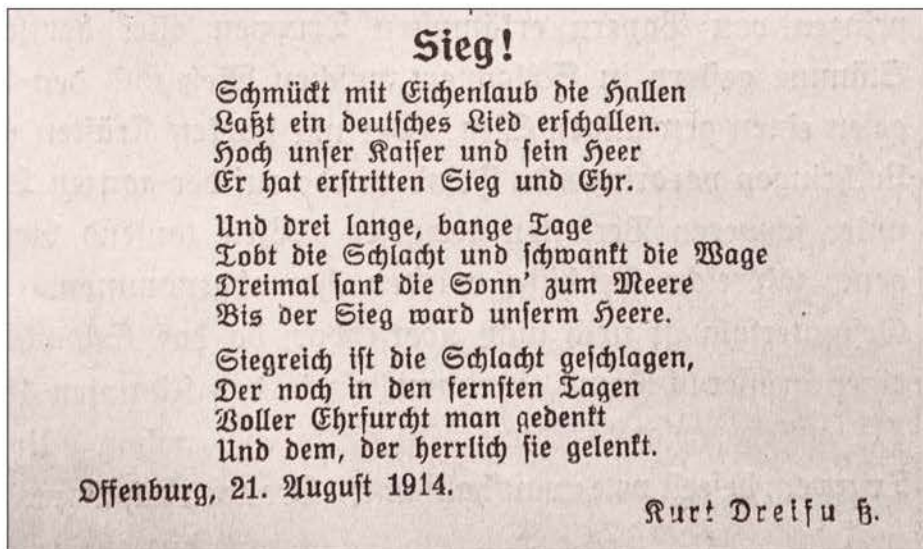 Sieg!
Schmückt mit Eichenlaub die Hallen
Laßt ein deutsches Lied erschallen.
Hoch unser Kaiser und sein Heer
Er hat erstritten Sieg und Ehr.
Und drei lange, bange Tage
Tobt die Schlacht und schwankt die Wage
Dreimal sank die Sonn' zum Meere
Bis der Sieg ward unserm Heere.
Siegreich ist die Schlacht geschlagen,
Der noch in den fernsten Tagen
Voller Ehrfurcht man gedenkt
Und dem, der herrlich sie gelenkt.
Offenburg, 21. August 1914.
Kurt Dreifu ß.